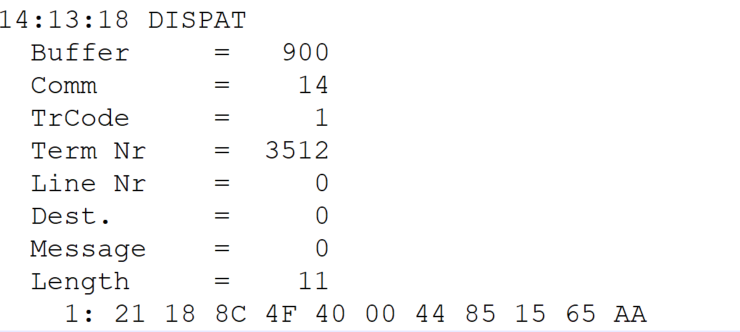 14:13:18 DISPAT
Buffer = 900
Comm = 14
TrCode = 1
Term Nr = 3512
Line Nr = 0
Dest. = 0
Message = 0
Length = 11
1: 21 18 8C 4F 40 00 44 85 15 65 AA